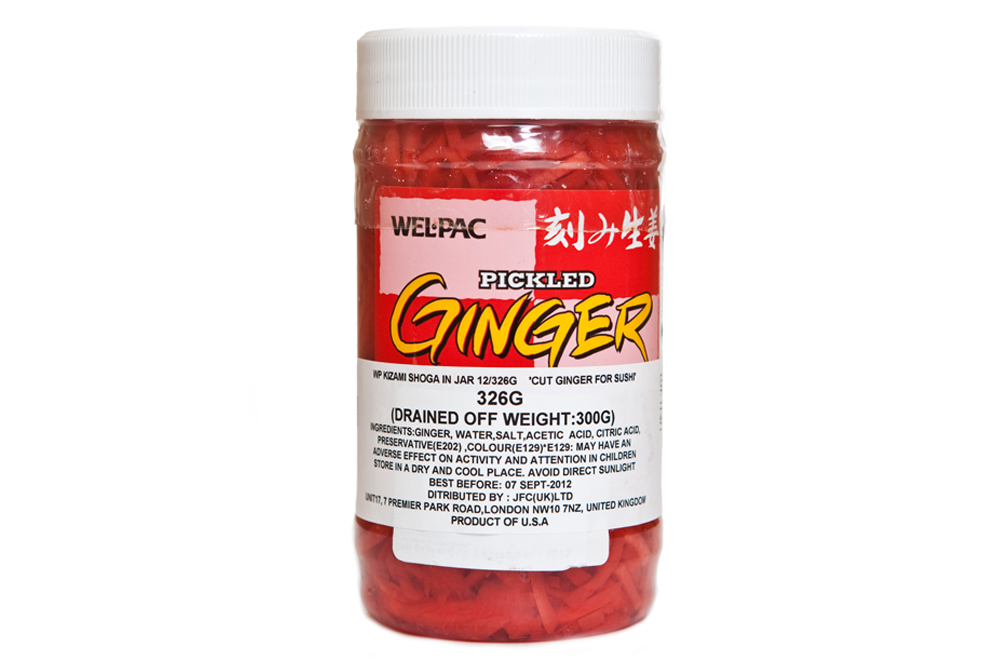 WEL·PAC
刻み生姜
PICKLED
GINGER
WP KIZAMI SHOGA IN JAR 12/326G 'CUT GINGER FOR SUSHI'
326G
(DRAINED OFF WEIGHT:300G)
INGREDIENTS:GINGER, WATER,SALT,ACETIC ACID, CITRIC ACID,
PRESERVATIVE(E202) ,COLOUR(E129)*E129: MAY HAVE AN
ADVERSE EFFECT ON ACTIVITY AND ATTENTION IN CHILDREN
STORE IN A DRY AND COOL PLACE. AVOID DIRECT SUNLIGHT
BEST BEFORE: 07 SEPT-2012
DITRIBUTED BY : JFC(UK)LTD
UNIT17, 7 PREMIER PARK ROAD,LONDON NW10 7NZ, UNITED KINGDOM
PRODUCT OF U.S.A